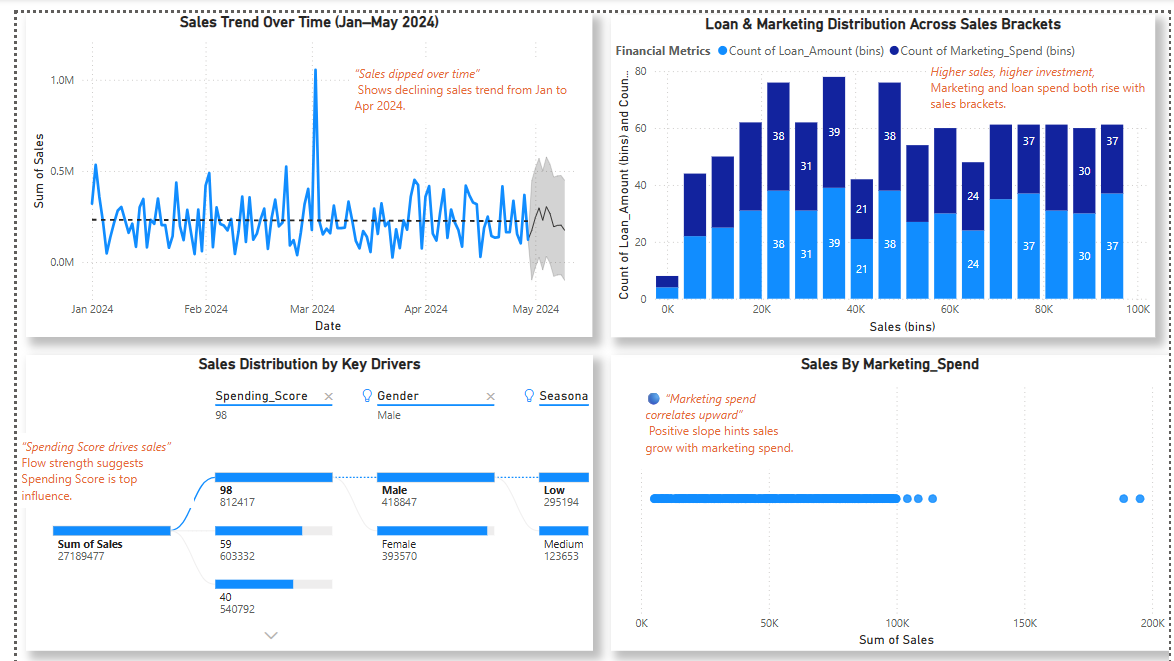 Sales Trend Over Time (Jan–May 2024)
“Sales dipped over time”
Shows declining sales trend from Jan to
Apr 2024.
Sum of Sales
1.0M
0.5M
0.0M
Jan 2024 Feb 2024 Mar 2024 Apr 2024 May 2024
Date
Loan & Marketing Distribution Across Sales Brackets
Financial Metrics Count of Loan_Amount (bins) Count of Marketing_Spend (bins)
Higher sales, higher investment,
Marketing and loan spend both rise with
sales brackets.
Count of Loan_Amount (bins) and Coun...
80
60
40
20
0
38 31 39 21 38 24 37 30 37
38 31 39 21 38 24 37 30 37
0K 20K 40K 60K 80K 100K
Sales (bins)
Sales Distribution by Key Drivers
Spending_Score × Gender × Seasona
98 Male
“Spending Score drives sales”
Flow strength suggests
Spending Score is top
influence.
Sum of Sales
27189477
98
812417
59
603332
40
540792
Male
418847
Female
393570
Low
295194
Medium
123653
Sales By Marketing_Spend
“Marketing spend
correlates upward”
Positive slope hints sales
grow with marketing spend.
0K 50K 100K 150K 200K
Sum of Sales